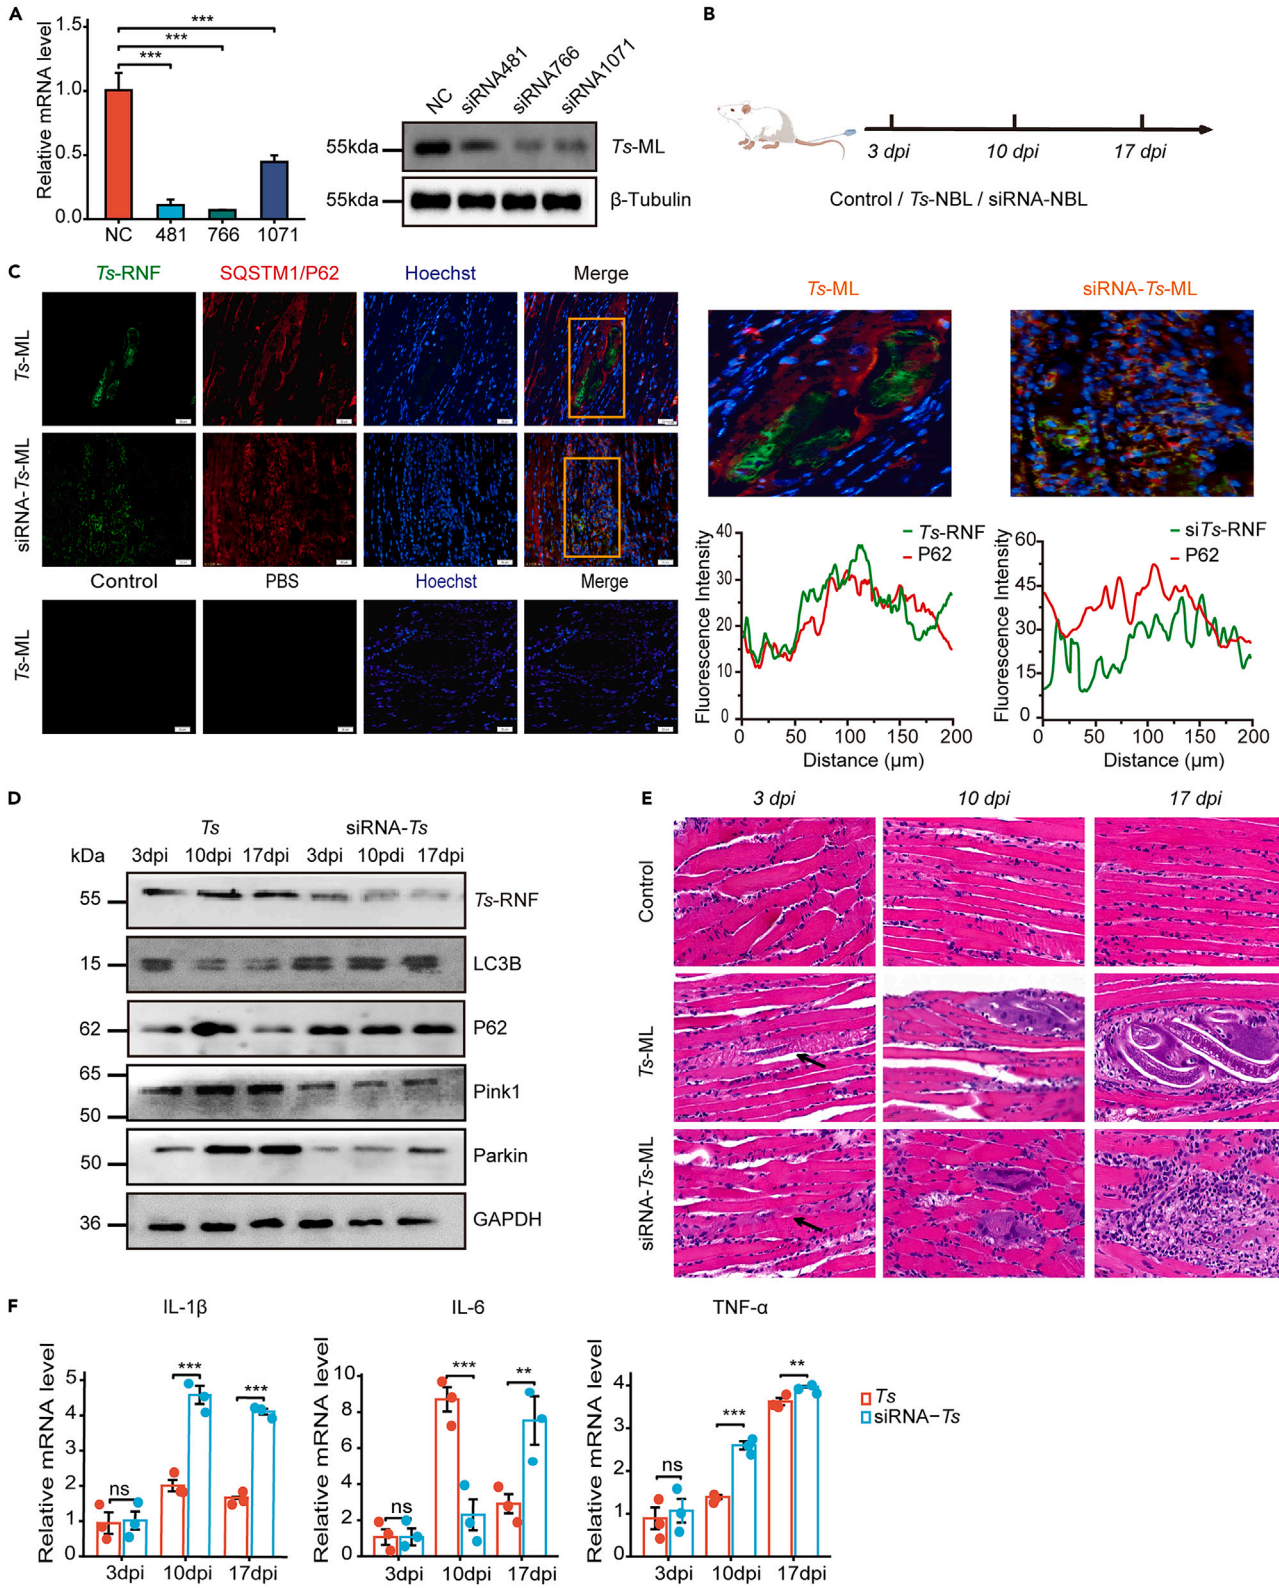 A
Relative mRNA level
1.5
1.0
0.5
0.0
***
***
***
NC 481 766 1071
NC siRNA481 siRNA766 siRNA1071
55kda Ts-ML
55kda β-Tubulin
B
3 dpi 10 dpi 17 dpi
Control / Ts-NBL / siRNA-NBL
C
Ts-RNF SQSTM1/P62 Hoechst Merge
Ts-ML
siRNA-Ts-ML
Control PBS Hoechst Merge
Ts-ML
Ts-ML siRNA-Ts-ML
Fluorescence Intensity
40
30
20
10
0
Ts-RNF
P62
0 50 100 150 200
Distance (μm)
Fluorescence Intensity
60
45
30
15
0
siTs-RNF
P62
0 50 100 150 200
Distance (μm)
D
Ts siRNA-Ts
kDa 3dpi 10dpi 17dpi 3dpi 10pdi 17dpi
55 Ts-RNF
15 LC3B
62 P62
65
Pink1
50
Parkin
50
36 GAPDH
E
3 dpi 10 dpi 17 dpi
Control
Ts-ML
siRNA-Ts-ML
F
IL-1β
Relative mRNA level
5
4
2
1
0
ns *** ***
3dpi 10dpi 17dpi
IL-6
Relative mRNA level
10
8
6
4
2
0
ns *** **
3dpi 10dpi 17dpi
TNF-α
Relative mRNA level
4
3
2
1
0
ns *** **
3dpi 10dpi 17dpi
Ts
siRNA-Ts